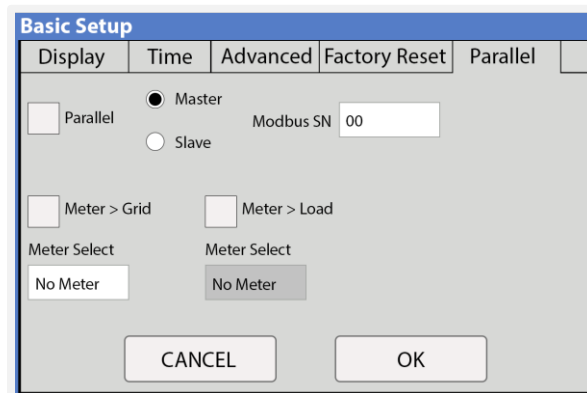 Basic Setup
Display Time Advanced Factory Reset Parallel
Master
Parallel Modbus SN 00
Slave
Meter > Grid Meter > Load
Meter Select Meter Select
No Meter No Meter
CANCEL OK